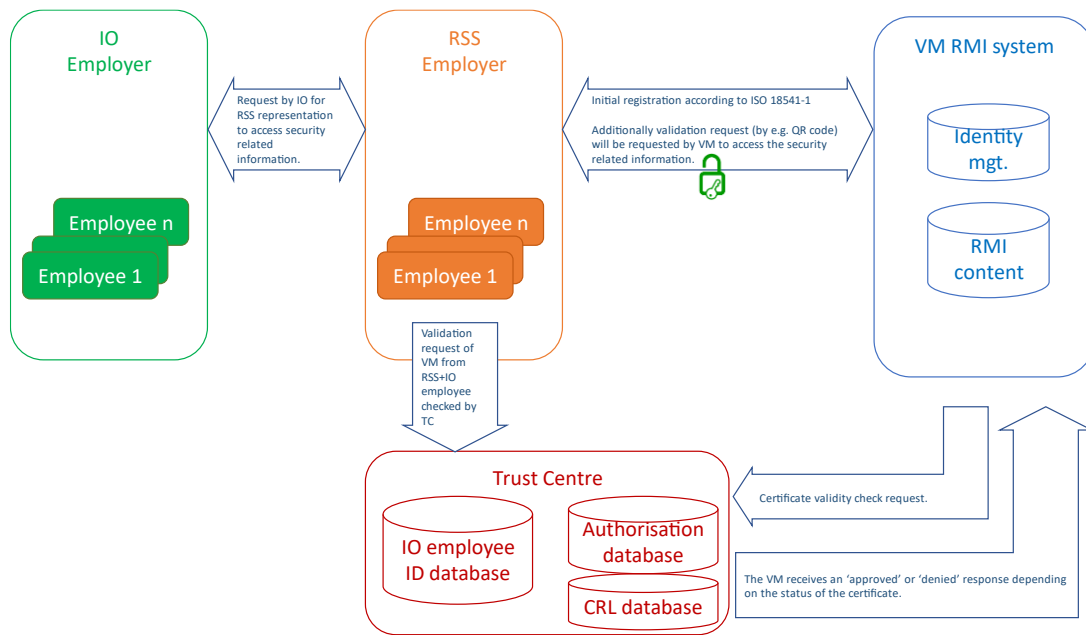 IO
Employer
RSS
Employer
VM RMI system
Request by IO for
RSS representation
to access security
related
information.
Initial registration according to ISO 18541-1
Additionally validation request (by e.g. QR code)
will be requested by VM to access the security
related information.
Identity
mgt.
RMI
content
Employee n
Employee 1
Employee n
Employee 1
Validation
request of
VM from
RSS+IO
employee
checked by
TC
Trust Centre
IO employee
ID database
Authorisation
database
CRL database
Certificate validity check request.
The VM receives an ‘approved’ or ‘denied’ response depending
on the status of the certificate.